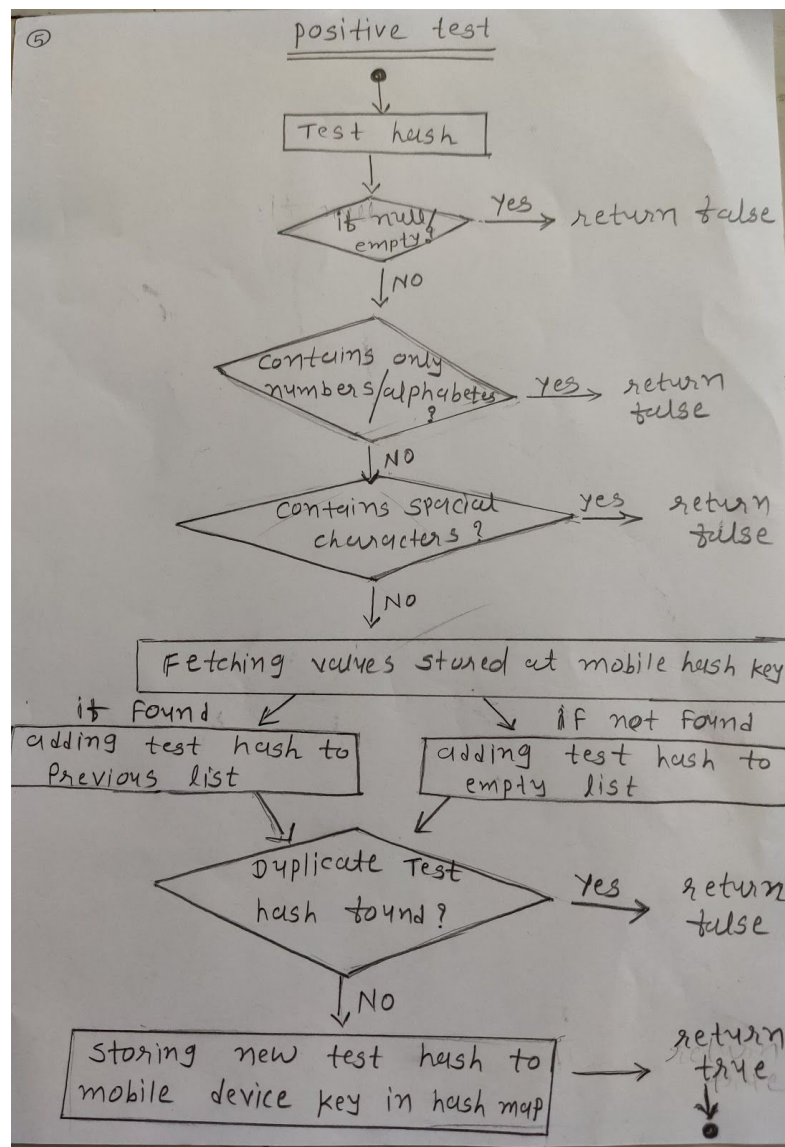 5
positive test
Test hash
if null/
empty?
Yes
return false
NO
contains only
numbers/alphabetes
?
yes
return
false
NO
contains spacial
characters?
yes
return
false
NO
Fetching values stored at mobile hash key
if found
if not found
adding test hash to
Previous list
adding test hash to
empty list
Duplicate Test
hash found?
Yes
return
false
NO
Storing new test hash to
mobile device key in hash map
return
true